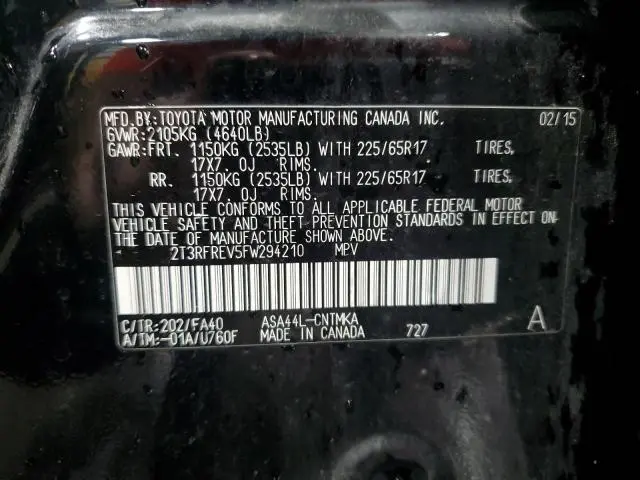 MFD.BY:TOYOTA MOTOR MANUFACTURING CANADA INC. 02/15
GVWR:2105KG (4640LB)
GAWR:FRT. 1150KG (2535LB) WITH 225/65R17 TIRES,
17X7. 0J RIMS.
RR. 1150KG (2535LB) WITH 225/65R17 TIRES,
17X7. 0J RIMS.
THIS VEHICLE CONFORMS TO ALL APPLICABLE FEDERAL MOTOR
VEHICLE SAFETY AND THEFT PREVENTION STANDARDS IN EFFECT ON
THE DATE OF MANUFACTURE SHOWN ABOVE.
2T3RFREV5FW294210 MPV
C/TR:202/FA40 ASA44L-CNTMKA
A/TM:-01A/U760F MADE IN CANADA 727 A